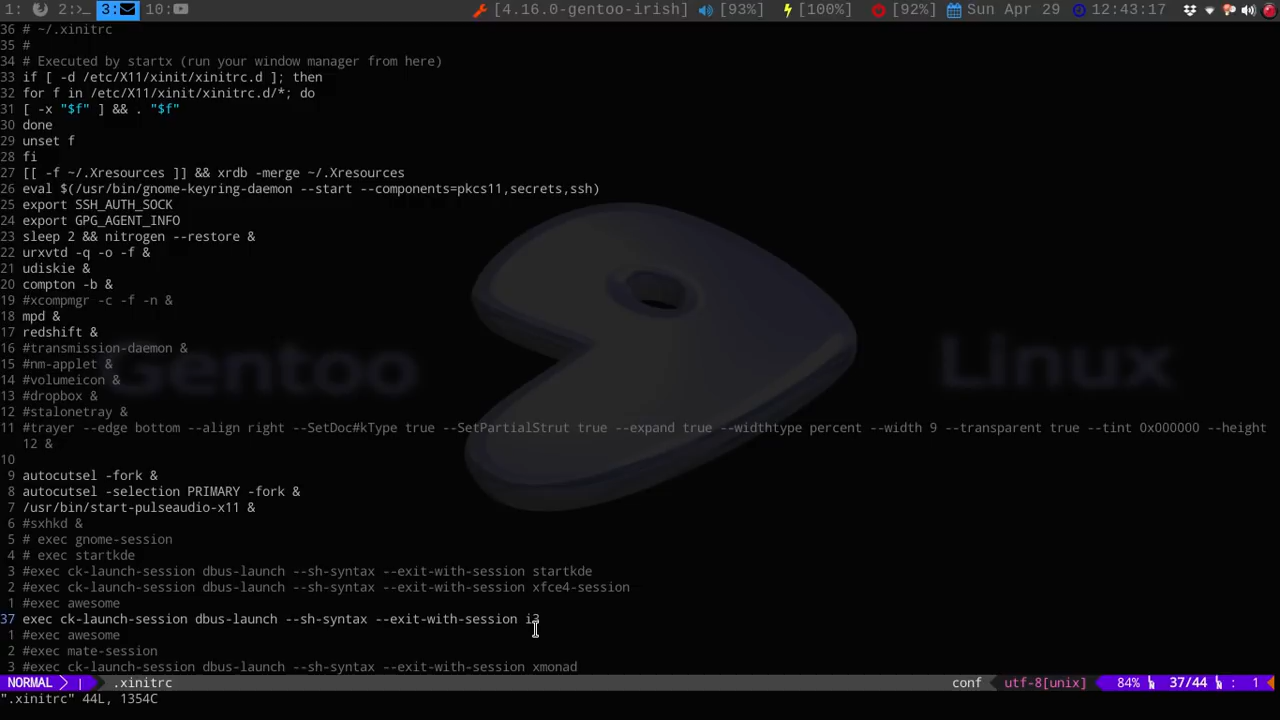 1: 2:>_ 3: 10: [4.16.0-gentoo-irish] [93%] [100%] [92%] Sun Apr 29 12:43:17
36 # ~/.xinitrc
35 #
34 # Executed by startx (run your window manager from here)
33 if [ -d /etc/X11/xinit/xinitrc.d ]; then
32 for f in /etc/X11/xinit/xinitrc.d/*; do
31 [ -x "$f" ] && . "$f"
30 done
29 unset f
28 fi
27 [[ -f ~/.Xresources ]] && xrdb -merge ~/.Xresources
26 eval $(/usr/bin/gnome-keyring-daemon --start --components=pkcs11,secrets,ssh)
25 export SSH_AUTH_SOCK
24 export GPG_AGENT_INFO
23 sleep 2 && nitrogen --restore &
22 urxvtd -q -o -f &
21 udiskie &
20 compton -b &
19 #xcompmgr -c -f -n &
18 mpd &
17 redshift &
16 #transmission-daemon &
15 #nm-applet &
14 #volumeicon &
13 #dropbox &
12 #stalonetray &
11 #trayer --edge bottom --align right --SetDoc#kType true --SetPartialStrut true --expand true --widthtype percent --width 9 --transparent true --tint 0x000000 --height
12 &
10
9 autocutsel -fork &
8 autocutsel -selection PRIMARY -fork &
7 /usr/bin/start-pulseaudio-x11 &
6 #sxhkd &
5 # exec gnome-session
4 # exec startkde
3 #exec ck-launch-session dbus-launch --sh-syntax --exit-with-session startkde
2 #exec ck-launch-session dbus-launch --sh-syntax --exit-with-session xfce4-session
1 #exec awesome
37 exec ck-launch-session dbus-launch --sh-syntax --exit-with-session i3
1 #exec awesome
2 #exec mate-session
3 #exec ck-launch-session dbus-launch --sh-syntax --exit-with-session xmonad
NORMAL | .xinitrc conf utf-8[unix] 84% 37/44 : 1
".xinitrc" 44L, 1354C
Gentoo Linux